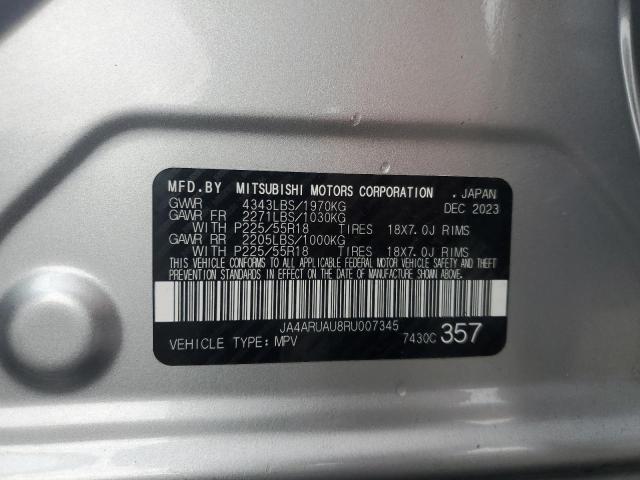 MFD.BY MITSUBISHI MOTORS CORPORATION . JAPAN
GVWR 4343LBS/1970KG DEC 2023
GAWR FR 2271LBS/1030KG
WITH P225/55R18 TIRES 18X7.0J RIMS
GAWR RR 2205LBS/1000KG
WITH P225/55R18 TIRES 18X7.0J RIMS
THIS VEHICLE CONFORMS TO ALL APPLICABLE FEDERAL MOTOR VEHICLE SAFETY AND THEFT
PREVENTION STANDARDS IN EFFECT ON THE DATE OF MANUFACTURE SHOWN ABOVE.
JA4ARUAU8RU007345
VEHICLE TYPE:MPV 7430C 357